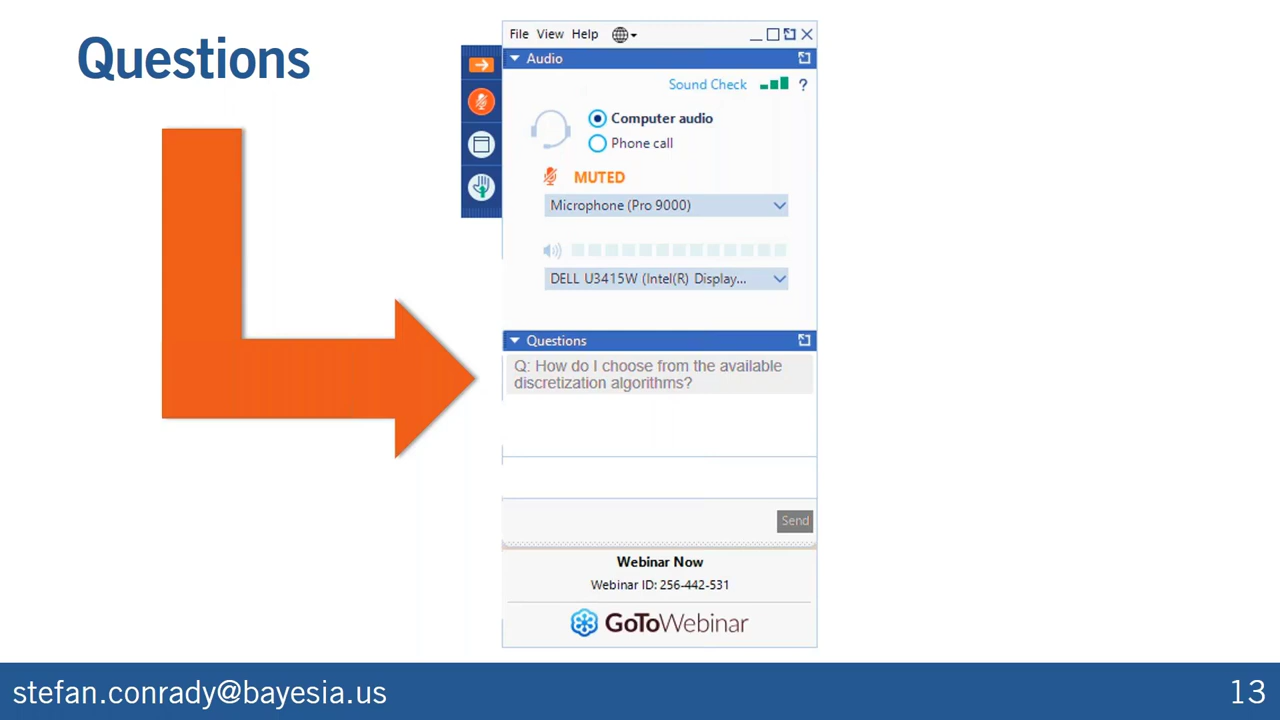 Questions
File View Help
Audio
Sound Check ?
Computer audio
Phone call
MUTED
Microphone (Pro 9000)
DELL U3415W (Intel(R) Display...
Questions
Q: How do I choose from the available
discretization algorithms?
Send
Webinar Now
Webinar ID: 256-442-531
GoToWebinar
stefan.conrady@bayesia.us
13